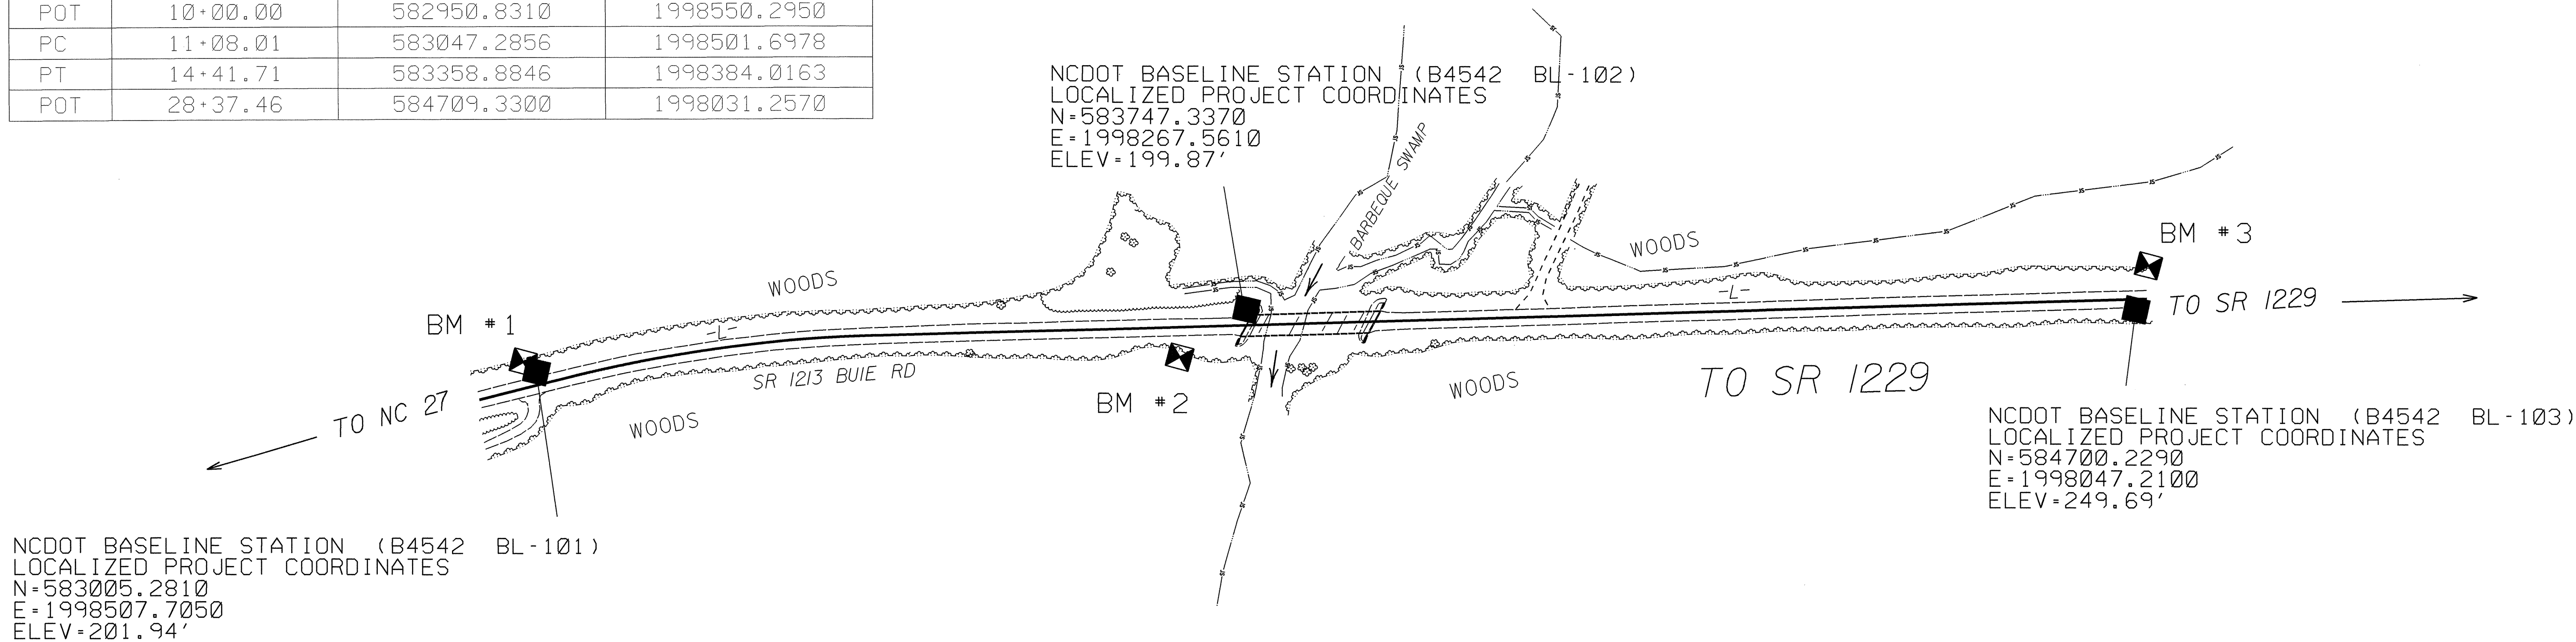 POT 10+00.00 582950.8310 1998550.2950
PC 11+08.01 583047.2856 1998501.6978
PT 14+41.71 583358.8846 1998384.0163
POT 28+37.46 584709.3300 1998031.2570
NCDOT BASELINE STATION (B4542 BL-102)
LOCALIZED PROJECT COORDINATES
N=583747.3370
E=1998267.5610
ELEV=199.87'
BARBEQUE SWAMP
WOODS
BM #3
WOODS
-L-
TO SR 1229
BM #1
-L-
SR 1213 BUIE RD
BM #2
WOODS
TO SR 1229
TO NC 27
WOODS
NCDOT BASELINE STATION (B4542 BL-103)
LOCALIZED PROJECT COORDINATES
N=584700.2290
E=1998047.2100
ELEV=249.69'
NCDOT BASELINE STATION (B4542 BL-101)
LOCALIZED PROJECT COORDINATES
N=583005.2810
E=1998507.7050
ELEV=201.94'